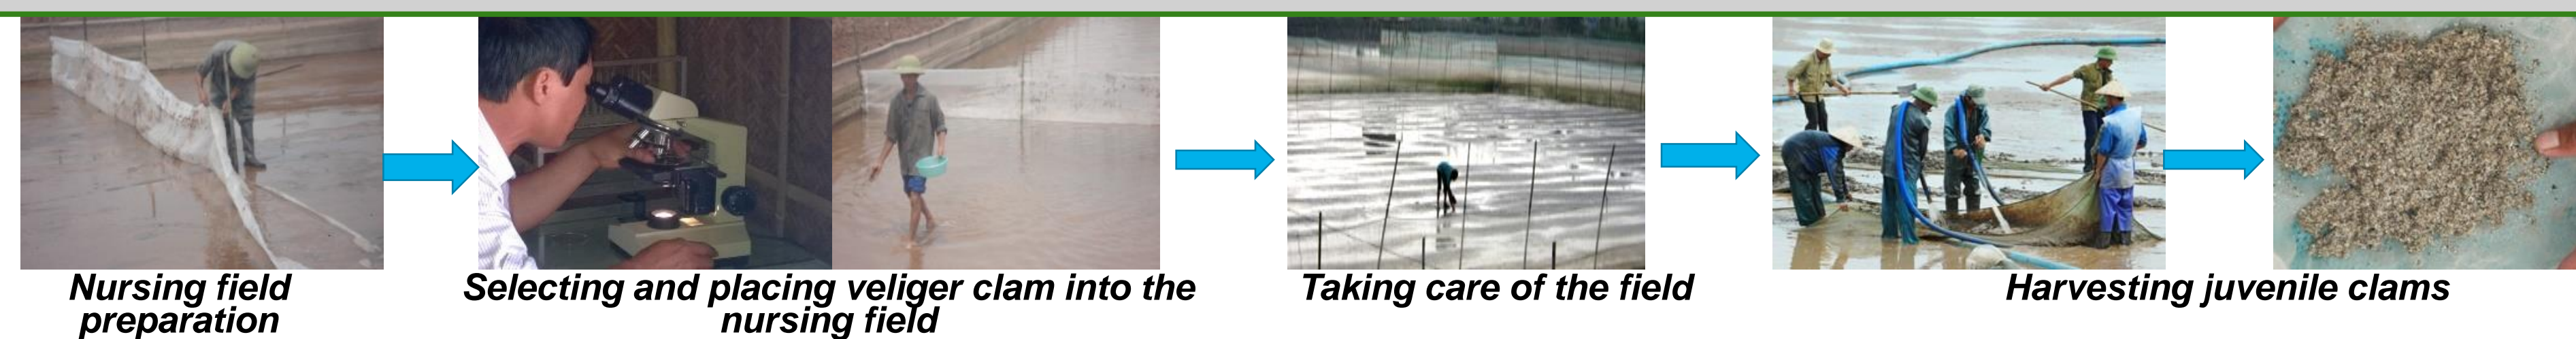 Nursing field
preparation
Selecting and placing veliger clam into the
nursing field
Taking care of the field
Harvesting juvenile clams